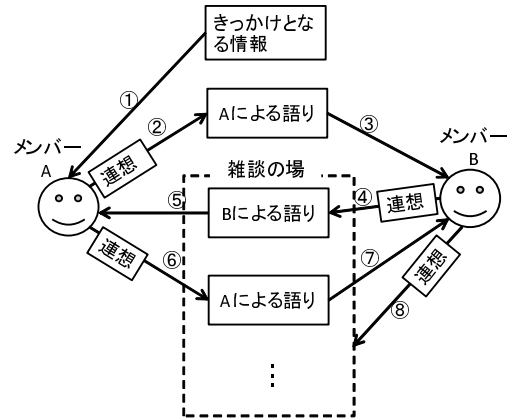 きっかけとな
る情報
①
②
Aによる語り
③
メンバー
A
連想
メンバー
B
雑談の場
⑤
Bによる語り
④
連想
連想
⑥
Aによる語り
⑦
連想
⑧